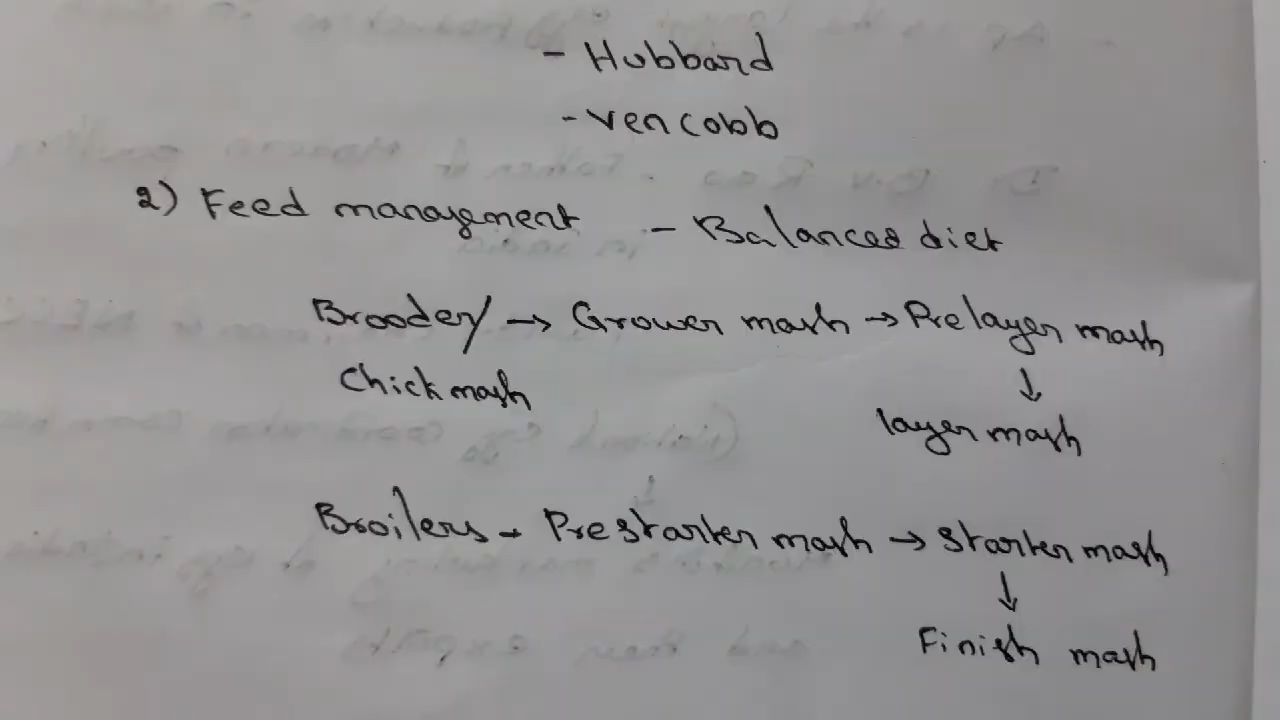 - Hubbard
- Vencobb
2) Feed management - Balanced diet
Brooder/ → Grower mash → Prelayer mash
Chick mash
↓
layer mash
Broilers - Prestarter mash → Starter mash
↓
Finish mash